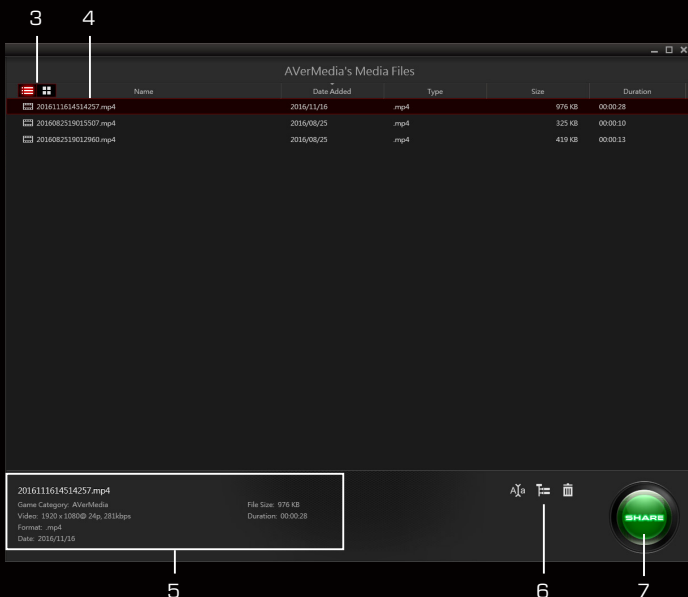 3 4
AVerMedia's Media Files
Name Date Added Type Size Duration
2016111614514257.mp4 2016/11/16 .mp4 976 KB 00:00:28
2016082519015507.mp4 2016/08/25 .mp4 325 KB 00:00:10
2016082519012960.mp4 2016/08/25 .mp4 419 KB 00:00:13
2016111614514257.mp4
Game Category: AVerMedia File Size: 976 KB
Video: 1920 x 1080@ 24p, 281kbps Duration: 00:00:28
Format: .mp4
Date: 2016/11/16
AIa
SHARE
5 6 7